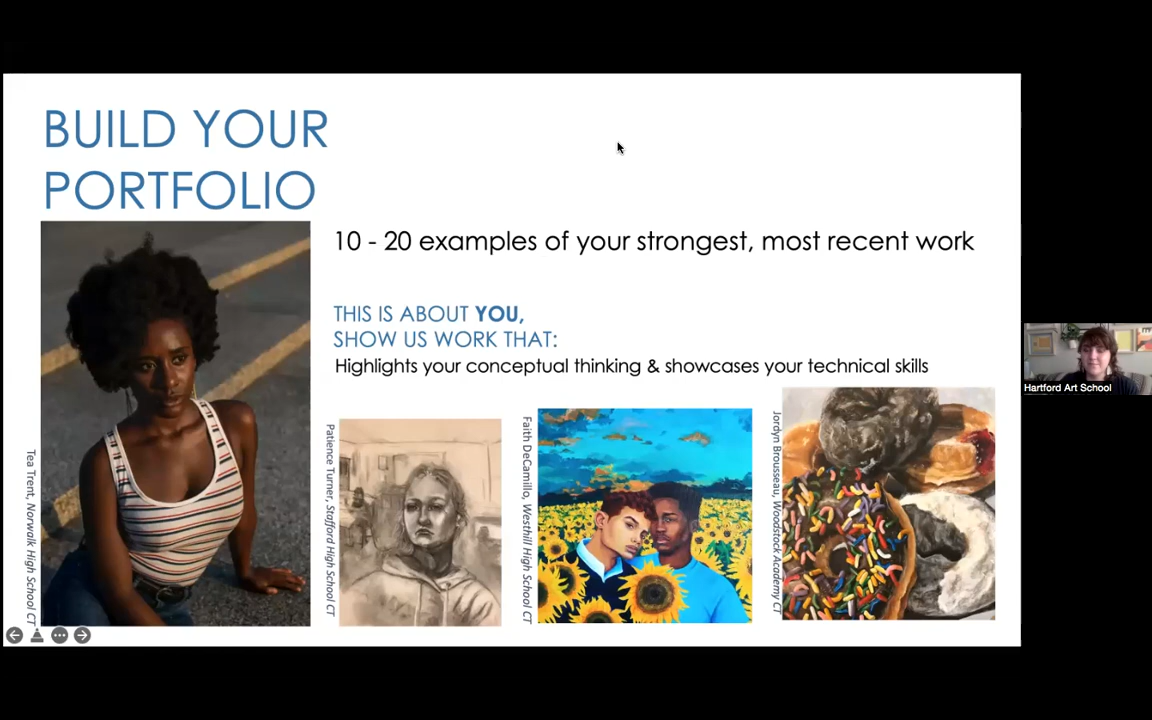 BUILD YOUR
PORTFOLIO
10 - 20 examples of your strongest, most recent work
THIS IS ABOUT YOU,
SHOW US WORK THAT:
Highlights your conceptual thinking & showcases your technical skills
Tea Trent, Norwalk High School CT
Patience Turner, Stafford High School CT
Faith DeCamillo, Westhill High School CT
Jordyn Brousseau, Woodstock Academy CT
Hartford Art School